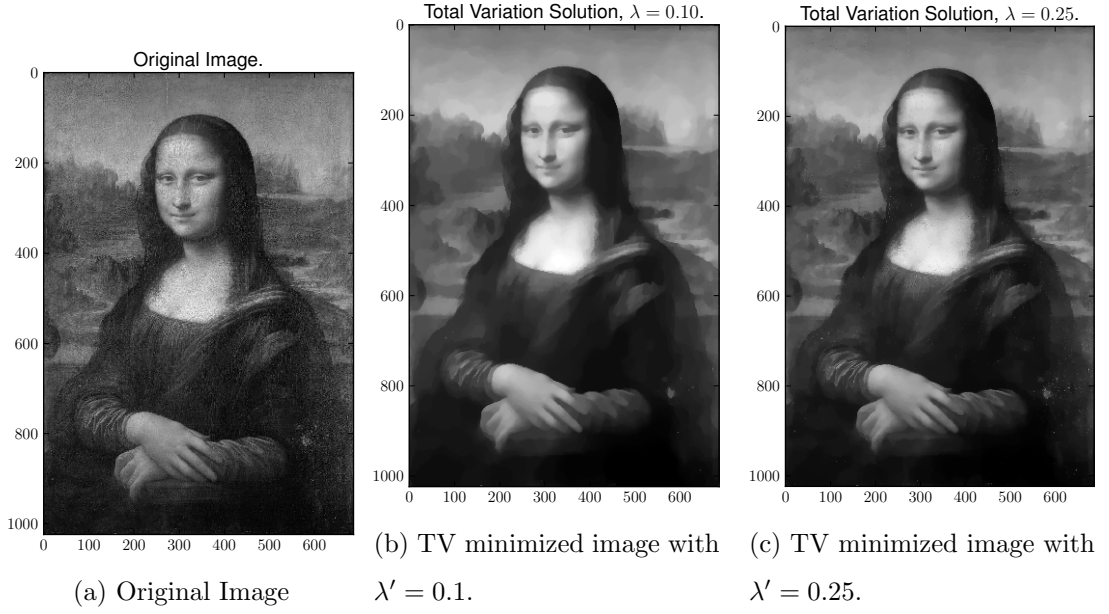 Original Image.
0
200
400
600
800
1000
0 100 200 300 400 500 600
(a) Original Image
Total Variation Solution, λ = 0.10.
0
200
400
600
800
1000
0 100 200 300 400 500 600
(b) TV minimized image with
λ′ = 0.1.
Total Variation Solution, λ = 0.25.
0
200
400
600
800
1000
0 100 200 300 400 500 600
(c) TV minimized image with
λ′ = 0.25.